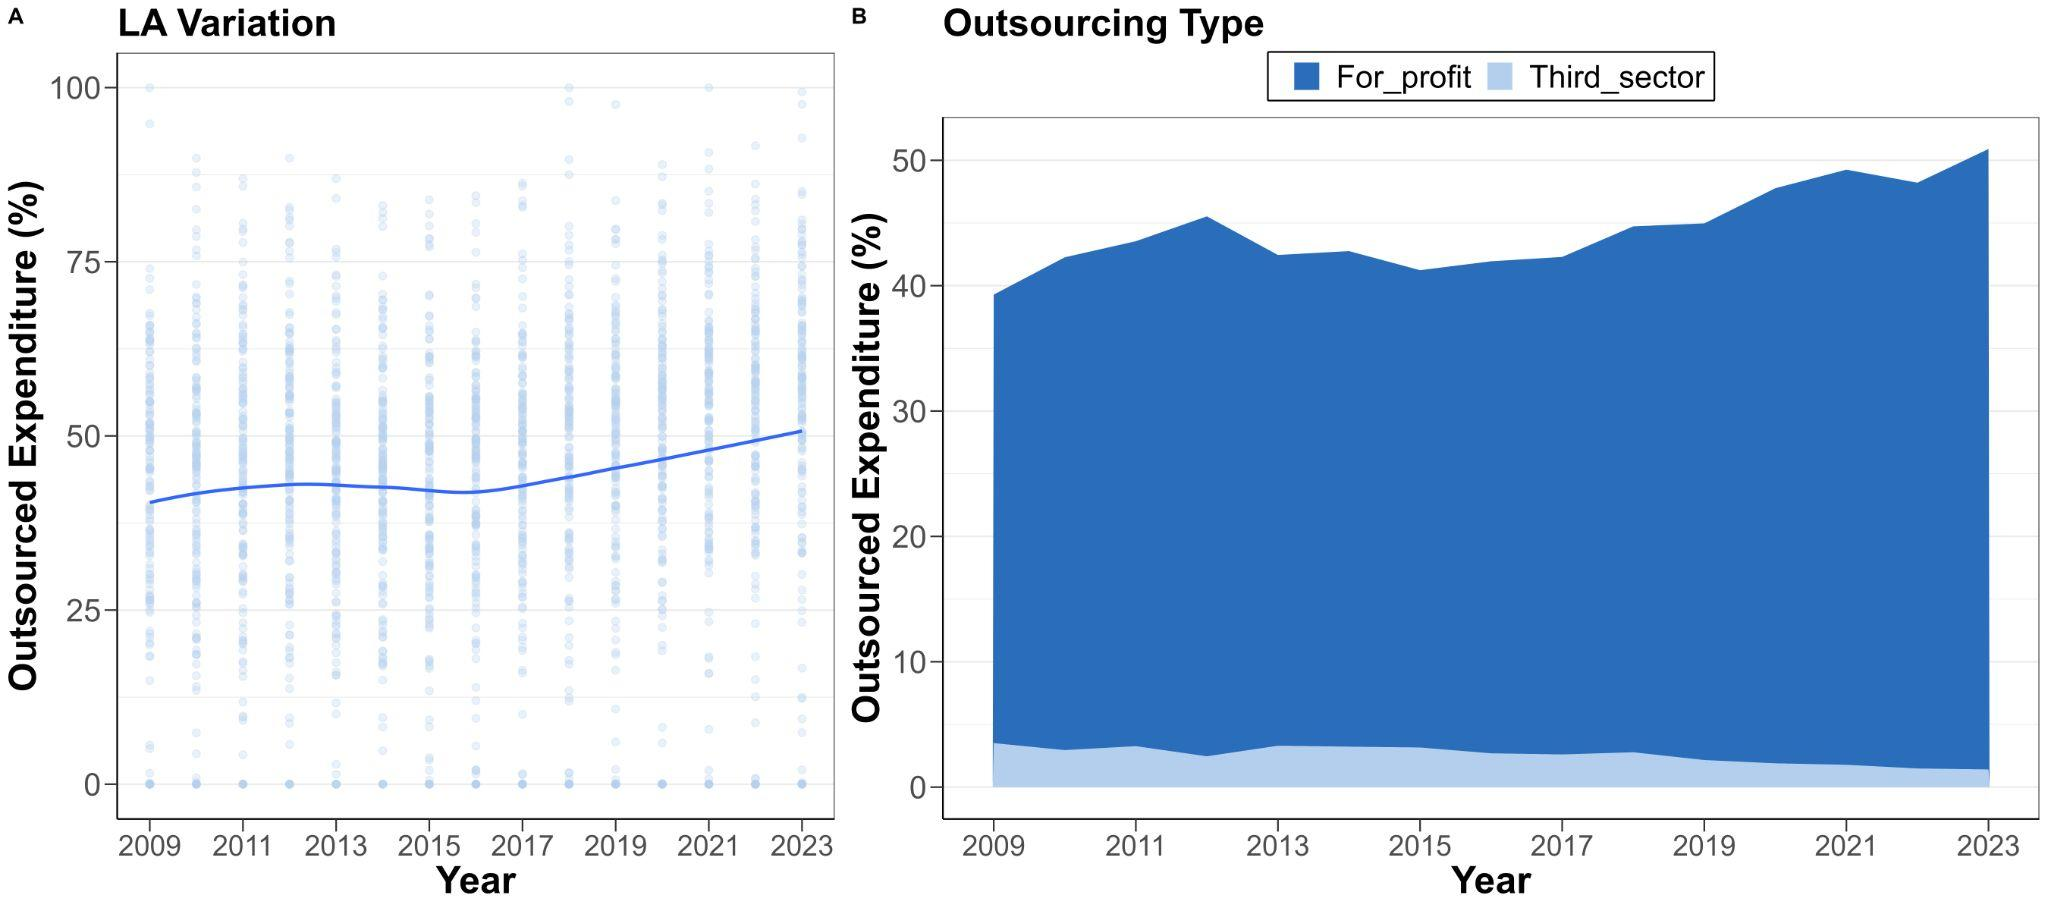 A
LA Variation
Outsourced Expenditure (%)
100
75
50
25
0
2009 2011 2013 2015 2017 2019 2021 2023
Year
B
Outsourcing Type
For_profit Third_sector
Outsourced Expenditure (%)
50
40
30
20
10
0
2009 2011 2013 2015 2017 2019 2021 2023
Year